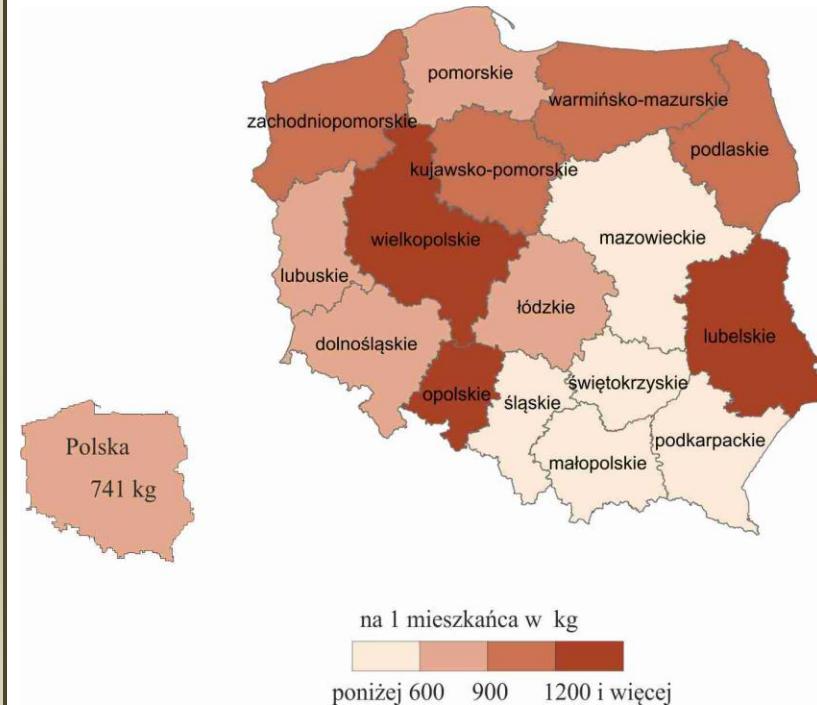 pomorskie
warmińsko-mazurskie
zachodniopomorskie
podlaskie
kujawsko-pomorskie
wielkopolskie
mazowieckie
lubuskie
łódzkie
lubelskie
dolnośląskie
opolskie
śląskie
świętokrzyskie
podkarpackie
małopolskie
Polska
741 kg
na 1 mieszkańca w kg
poniżej 600 900 1200 i więcej